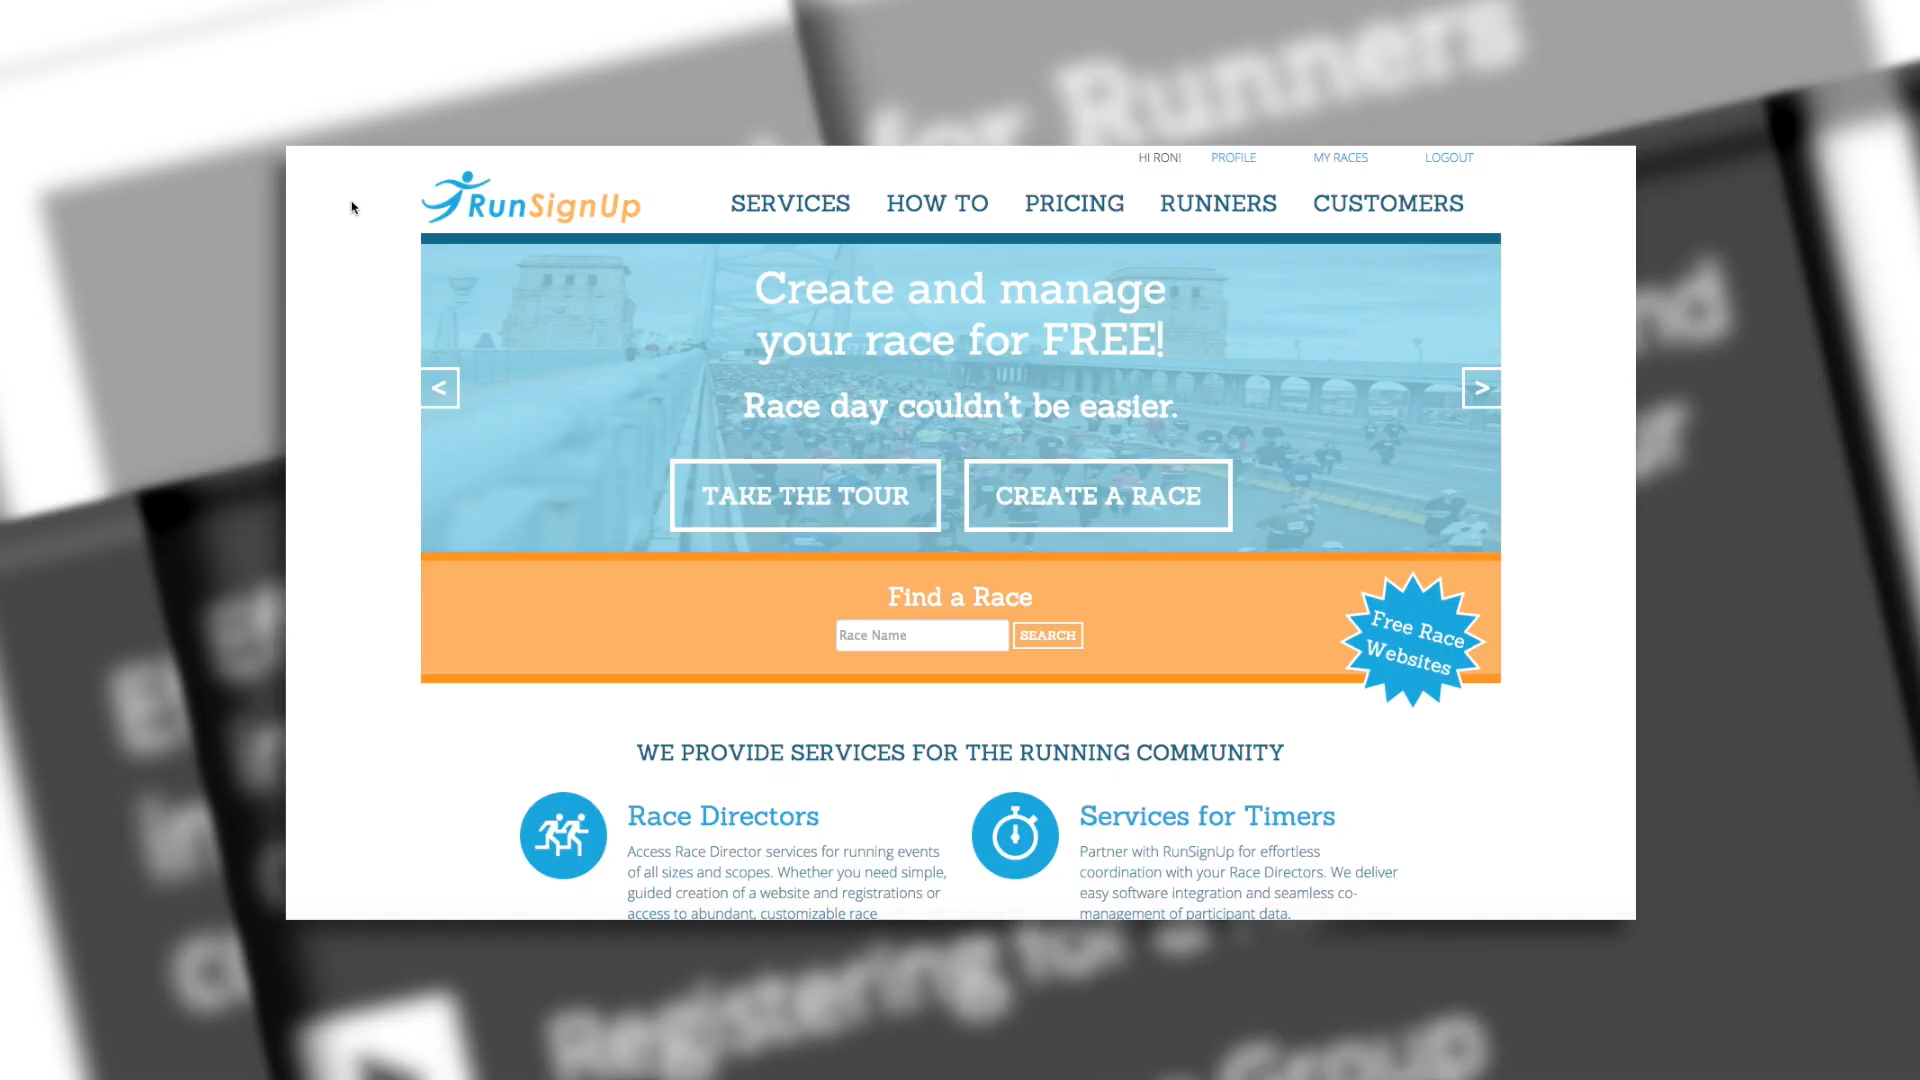 for Runners
HI RON!
PROFILE
MY RACES
LOGOUT
RunSignUp
SERVICES
HOW TO
PRICING
RUNNERS
CUSTOMERS
Create and manage
your race for FREE!
Race day couldn't be easier.
<
>
TAKE THE TOUR
CREATE A RACE
Find a Race
Race Name
SEARCH
Free Race
Websites
WE PROVIDE SERVICES FOR THE RUNNING COMMUNITY
Race Directors
Access Race Director services for running events
of all sizes and scopes. Whether you need simple,
guided creation of a website and registrations or
access to abundant, customizable race
Services for Timers
Partner with RunSignUp for effortless
coordination with your Race Directors. We deliver
easy software integration and seamless co-
management of participant data.
Registering for a
Group